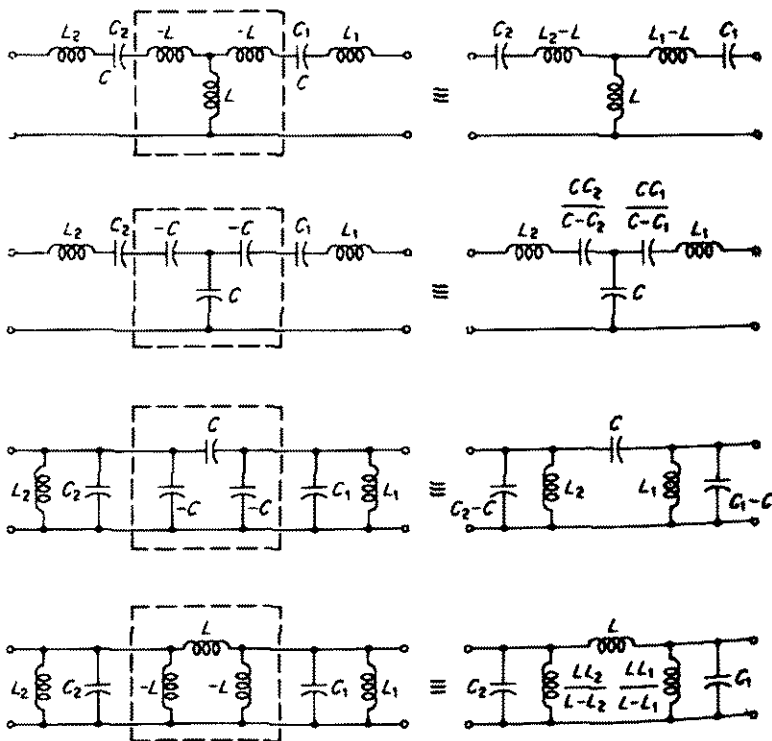 L₂ C₂ -L -L C₁ L₁
C C
L
≡
C₂ L₂-L L₁-L C₁
L
L₂ C₂ -C -C C₁ L₁
C
≡
CC₂/C-C₂ CC₁/C-C₁
L₂ L₁
C
C
L₂ C₂ -C -C C₁ L₁
≡
C
C₂-C L₂ L₁ C₁-C
L
L₂ C₂ -L -L C₁ L₁
≡
L
C₂ LL₂/L-L₂ LL₁/L-L₁ C₁